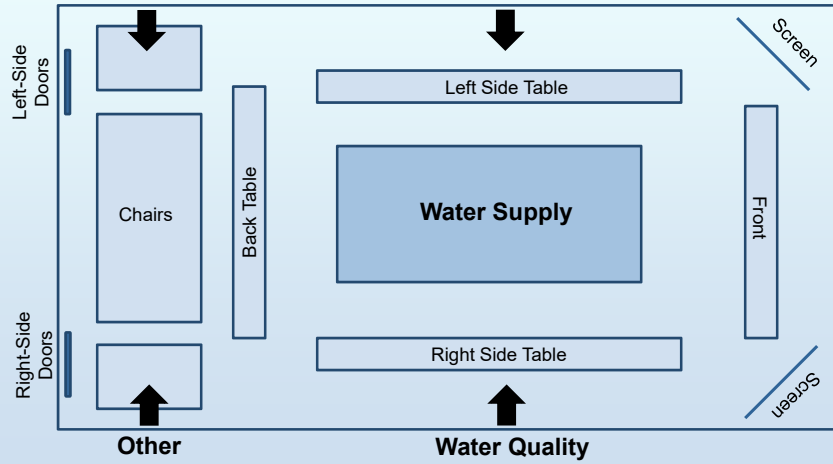 Left-Side
Doors
Screen
Left Side Table
Chairs
Back Table
Water Supply
Front
Right-Side
Doors
Right Side Table
Screen
Other
Water Quality